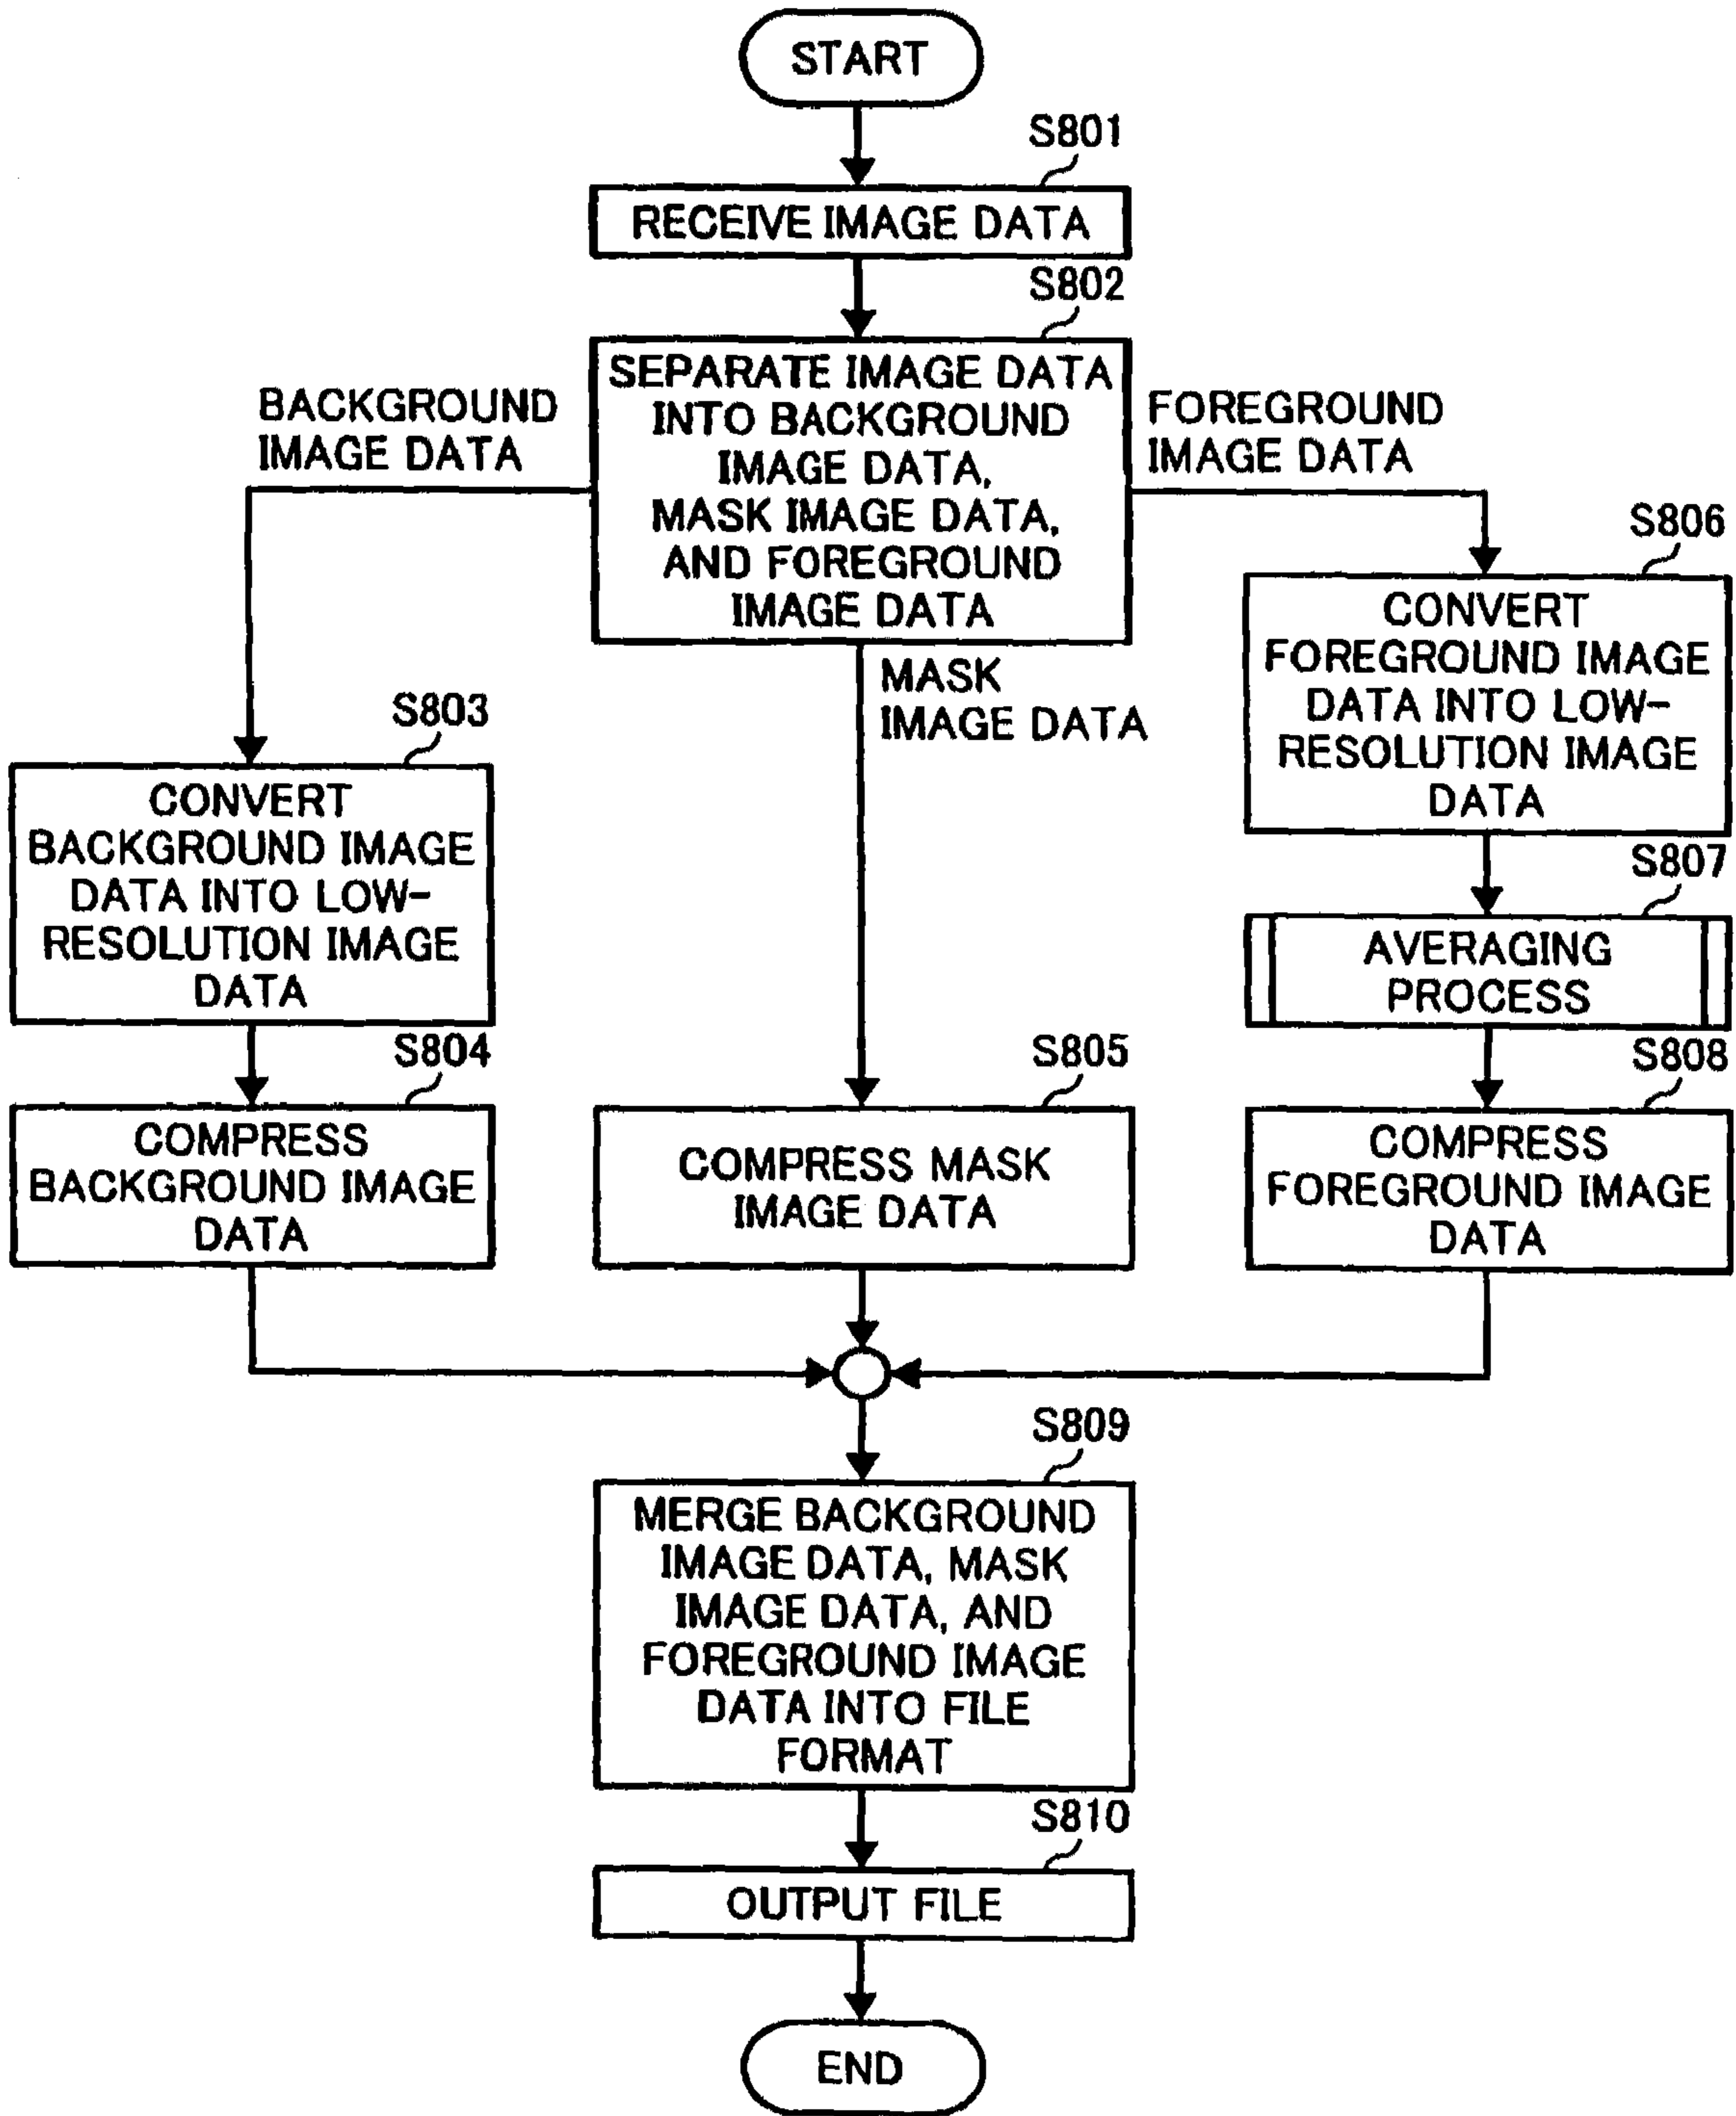 START
S801
RECEIVE IMAGE DATA
S802
SEPARATE IMAGE DATA
INTO BACKGROUND
IMAGE DATA,
MASK IMAGE DATA,
AND FOREGROUND
IMAGE DATA
BACKGROUND
IMAGE DATA
FOREGROUND
IMAGE DATA
MASK
IMAGE DATA
S803
CONVERT
BACKGROUND IMAGE
DATA INTO LOW-
RESOLUTION IMAGE
DATA
S804
COMPRESS
BACKGROUND IMAGE
DATA
S805
COMPRESS MASK
IMAGE DATA
S806
CONVERT
FOREGROUND IMAGE
DATA INTO LOW-
RESOLUTION IMAGE
DATA
S807
AVERAGING
PROCESS
S808
COMPRESS
FOREGROUND IMAGE
DATA
S809
MERGE BACKGROUND
IMAGE DATA, MASK
IMAGE DATA, AND
FOREGROUND IMAGE
DATA INTO FILE
FORMAT
S810
OUTPUT FILE
END